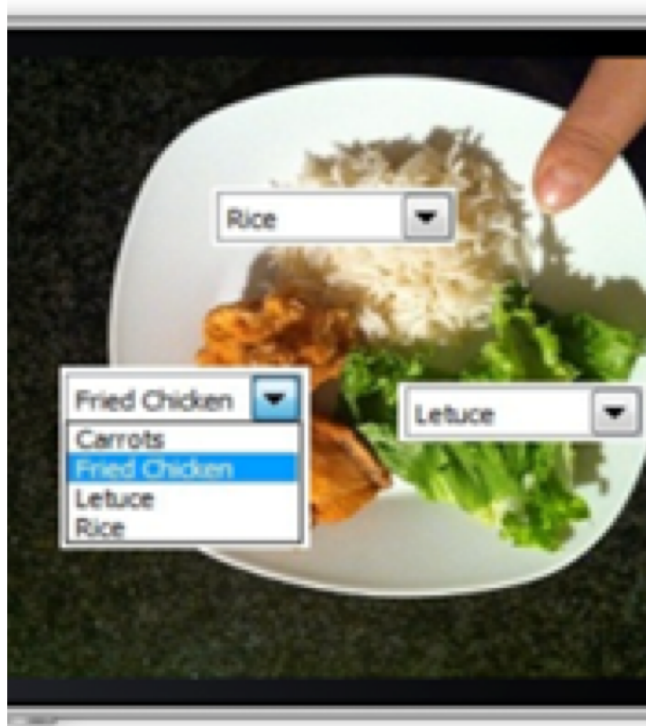 Rice
Fried Chicken
Letuce
Carrots
Fried Chicken
Letuce
Rice